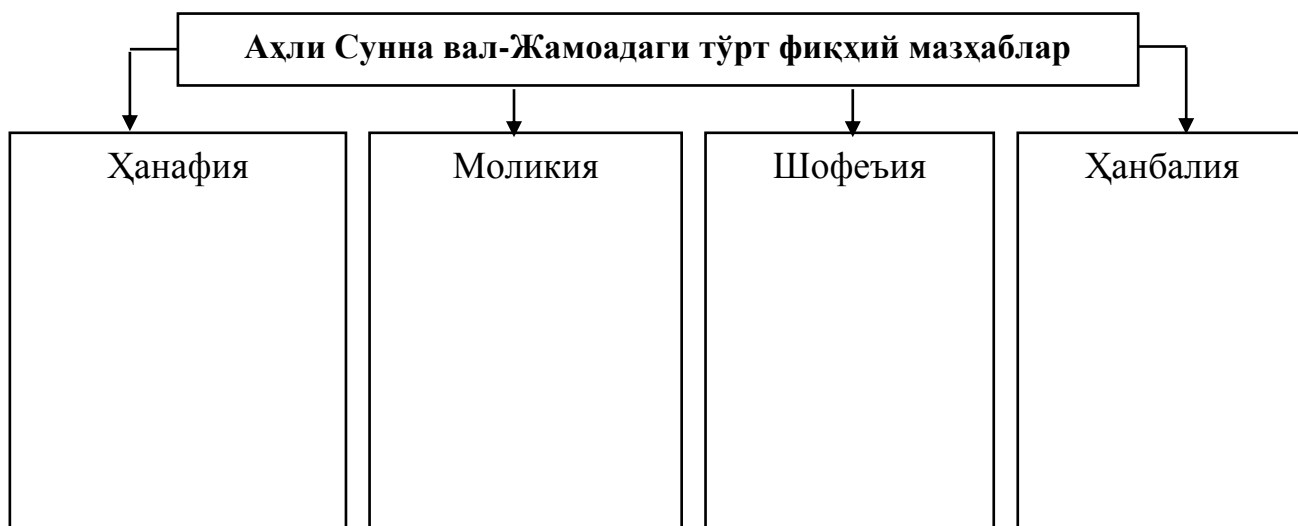 Аҳли Сунна вал-Жамоадаги тўрт фиқҳий мазҳаблар
Ҳанафия
Моликия
Шофеъия
Ҳанбалия